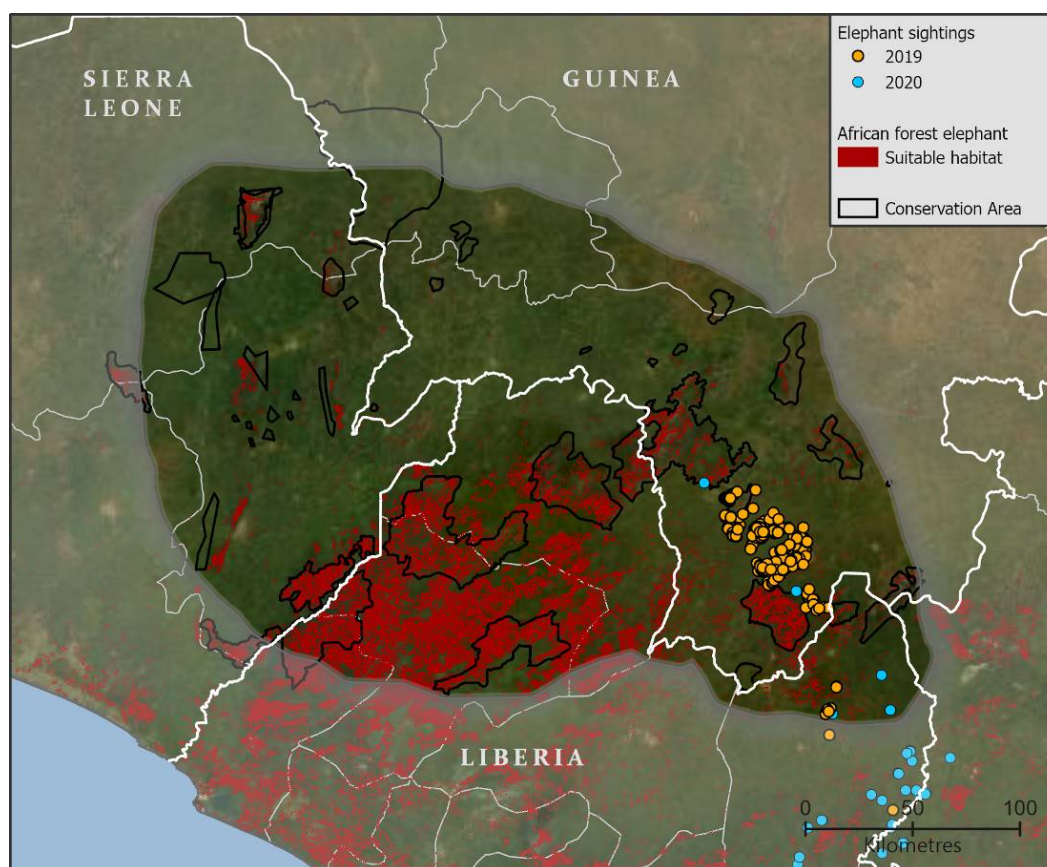 Elephant sightings
2019
2020
African forest elephant
Suitable habitat
Conservation Area
SIERRA
LEONE
GUINEA
LIBERIA
0 50 100
Kilometres